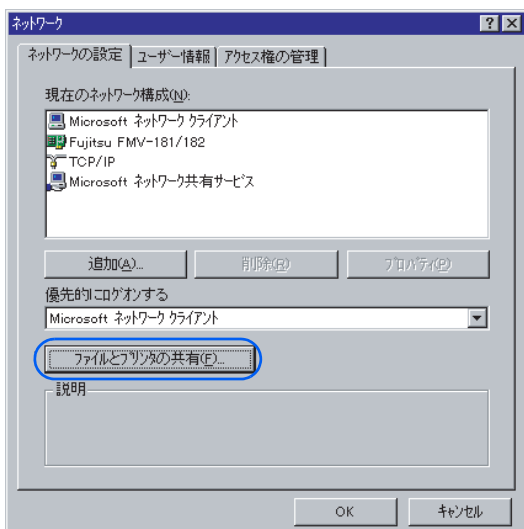 ネットワーク
ネットワークの設定 ユーザー情報 アクセス権の管理
現在のネットワーク構成(N):
Microsoft ネットワーク クライアント
Fujitsu FMV-181/182
TCP/IP
Microsoft ネットワーク共有サービス
追加(A)... 削除(R) プロパティ(P)
優先的にログオンする
Microsoft ネットワーク クライアント
ファイルとプリンタの共有(F)...
説明
OK キャンセル